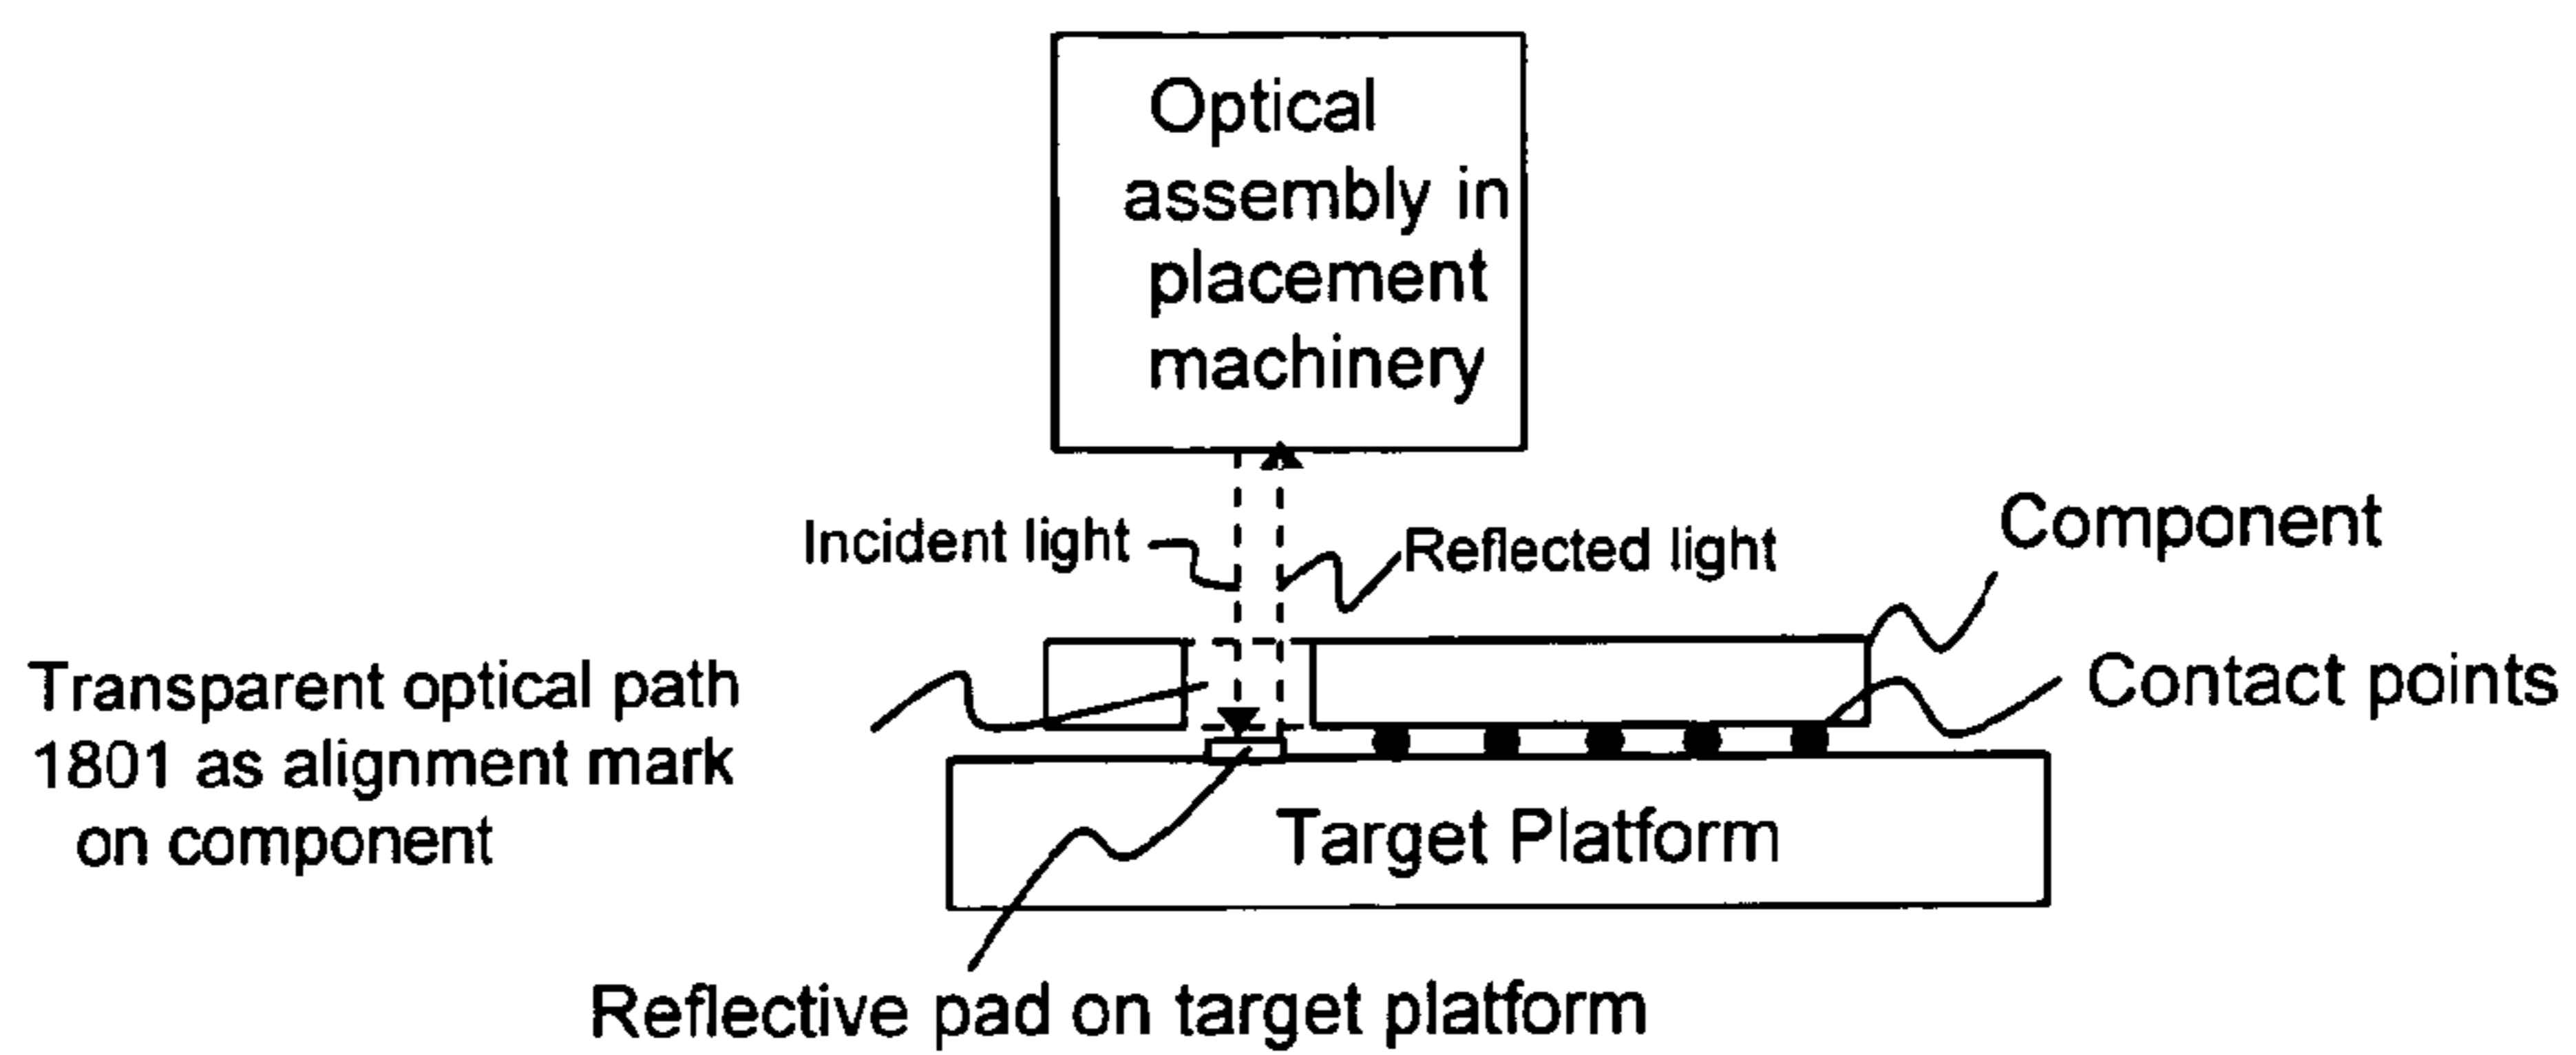 Optical
assembly in
placement
machinery
Incident light
Reflected light
Component
Transparent optical path
1801 as alignment mark
on component
Contact points
Target Platform
Reflective pad on target platform